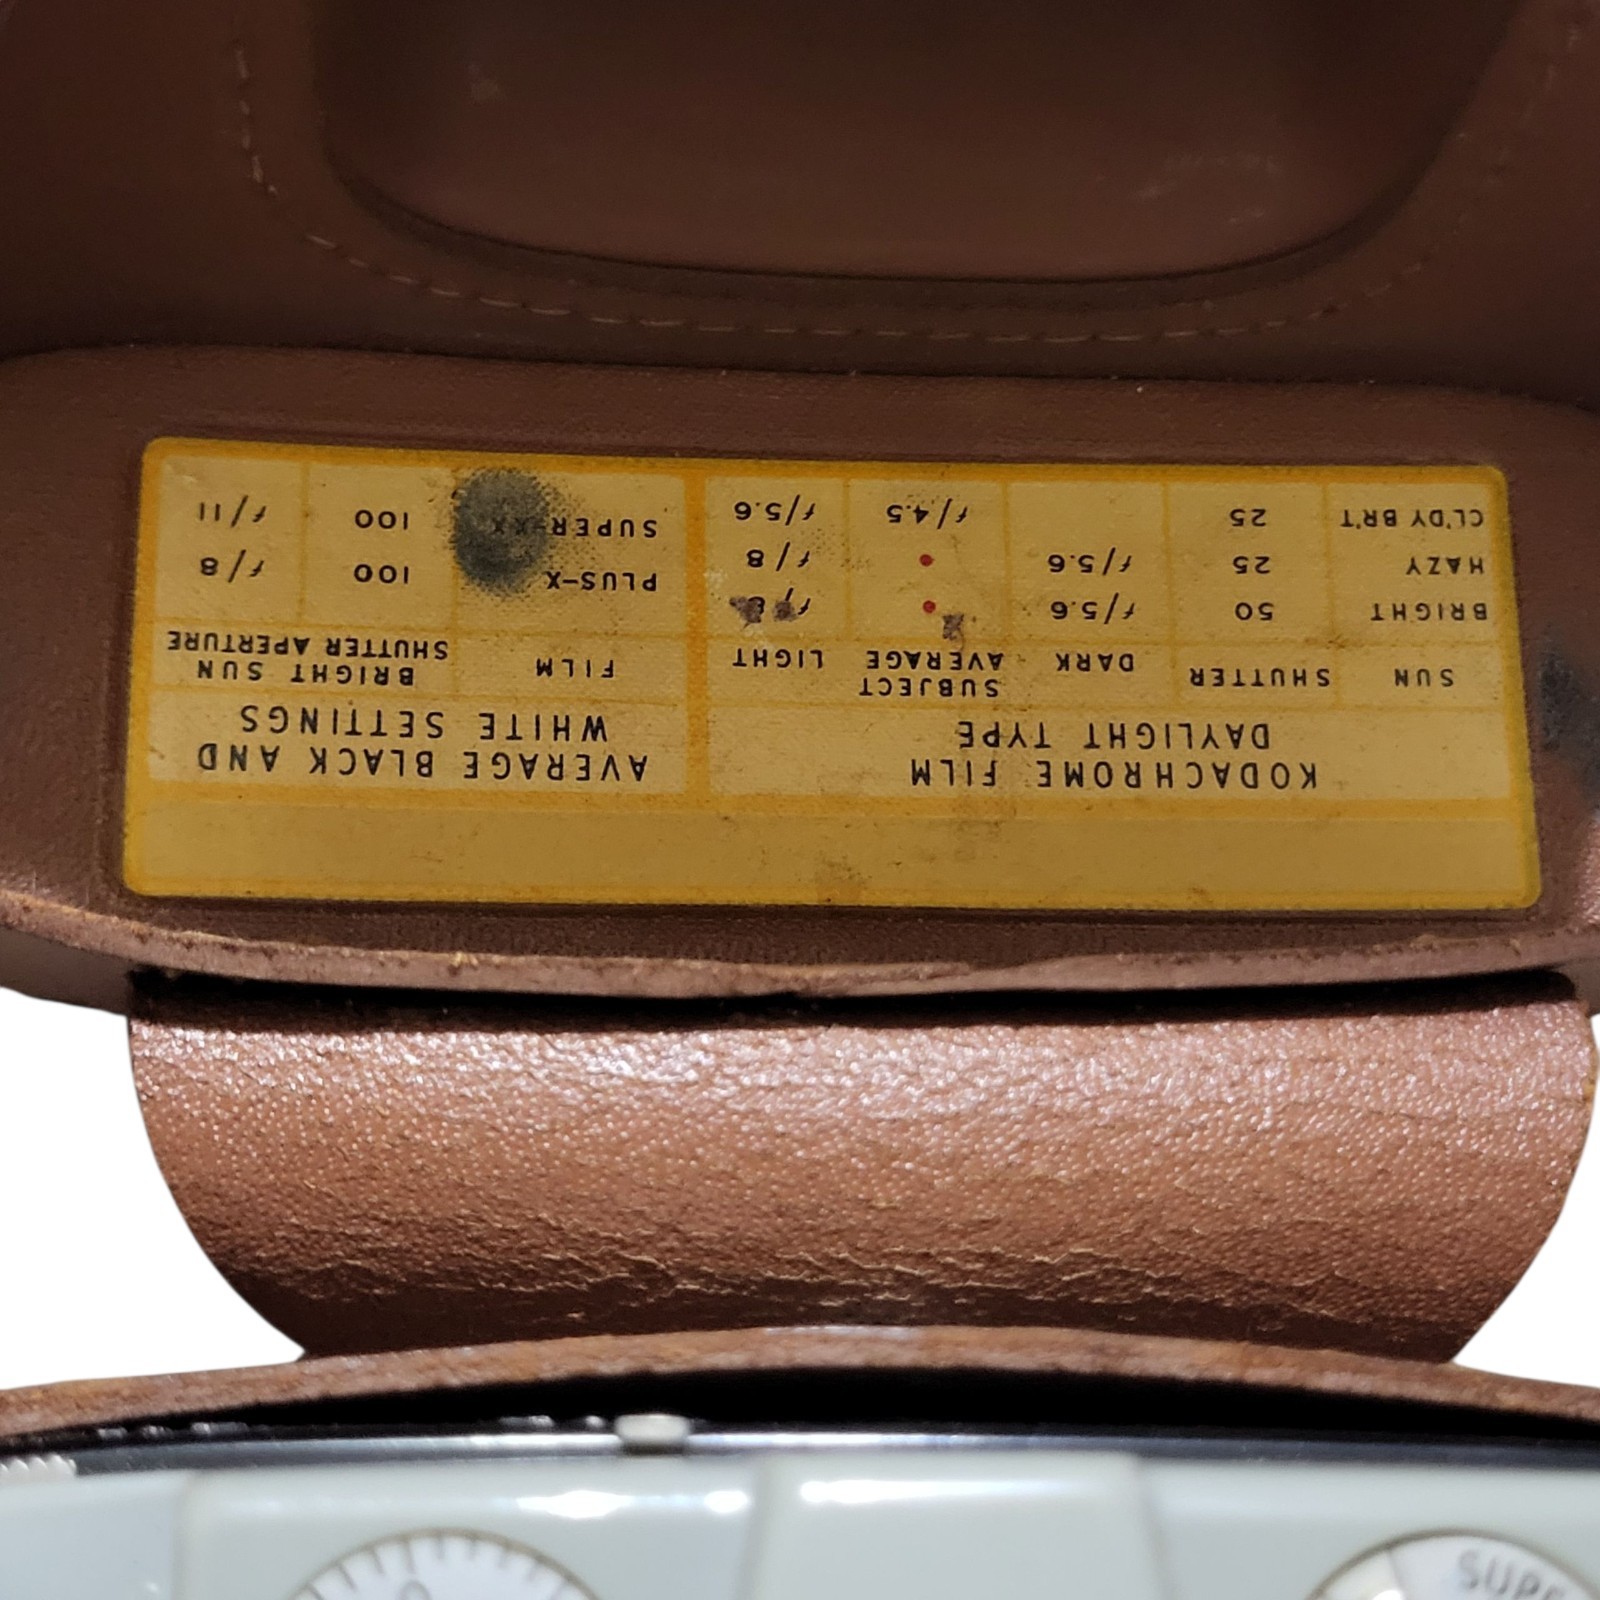 KODACHROME FILM
DAYLIGHT TYPE
SUN SHUTTER DARK SUBJECT AVERAGE LIGHT
BRIGHT 50 f/5.6 • f/8
HAZY 25 f/5.6 • f/8
CL'DY BR'T 25 f/4.5 f/5.6
AVERAGE BLACK AND
WHITE SETTINGS
FILM BRIGHT SUN
SHUTTER APERTURE
PLUS-X 100 f/8
SUPER-XX 100 f/11